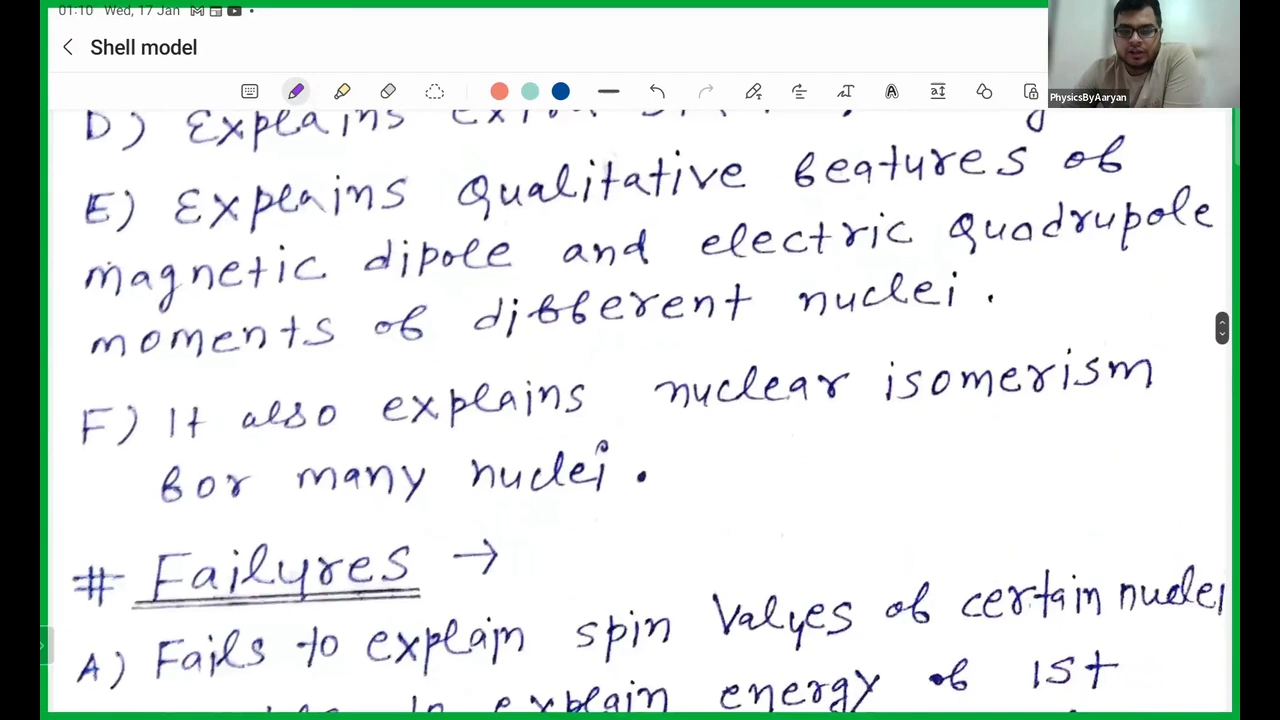 01:10 Wed, 17 Jan
Shell model
PhysicsByAaryan
D) Explains
E) Explains Qualitative features of
magnetic dipole and electric Quadrupole
moments of different nuclei.
F) It also explains nuclear isomerism
for many nuclei.
# Failures →
A) Fails to explain spin Values of certain nuclei
explain energy of 1st